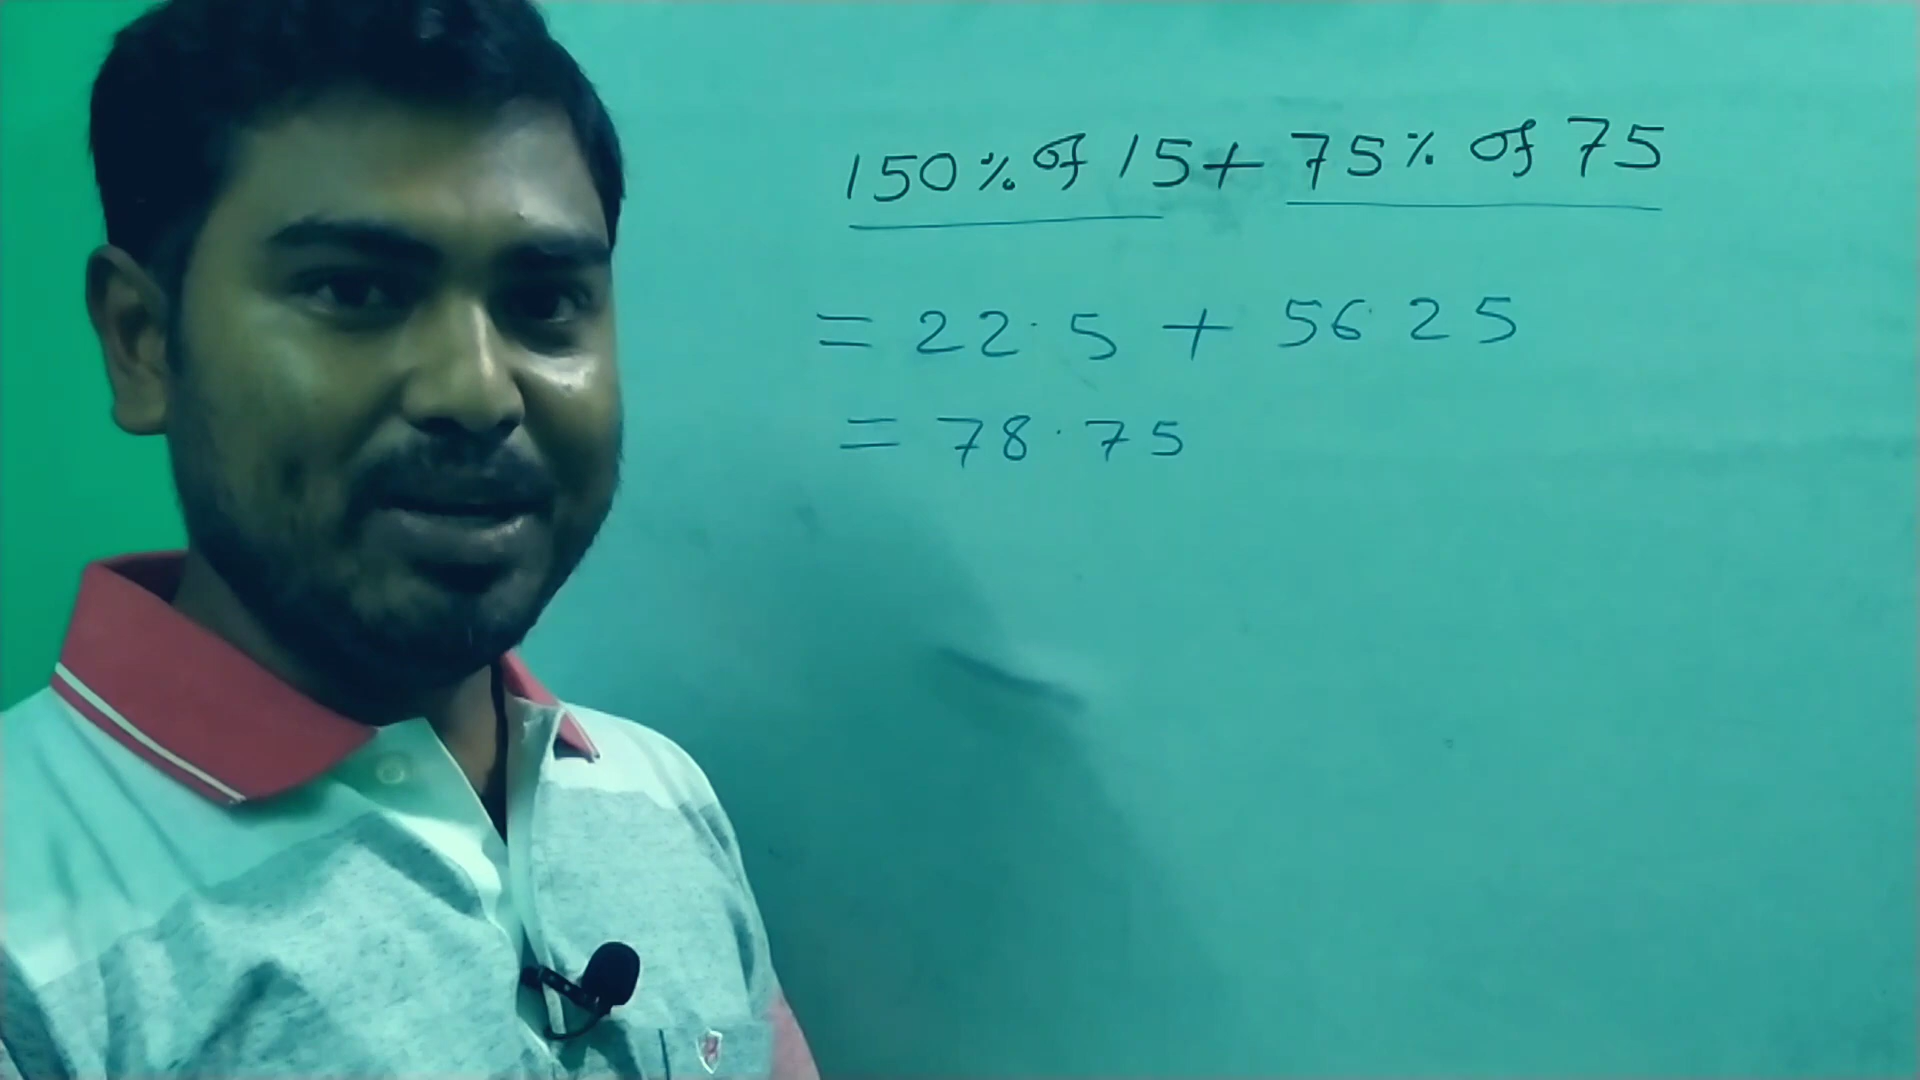 150% of 15 + 75% of 75
= 22.5 + 56.25
= 78.75